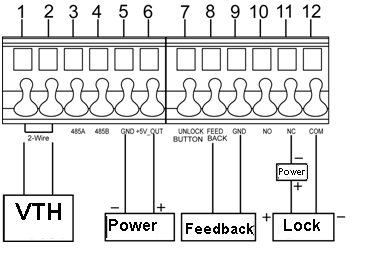 1 2 3 4 5 6 7 8 9 10 11 12
2-Wire 485A 485B GND +5V_OUT UNLOCK BUTTON FEED BACK GND NO NC COM
VTH
− Power +
Feedback
− Power +
+ Lock −